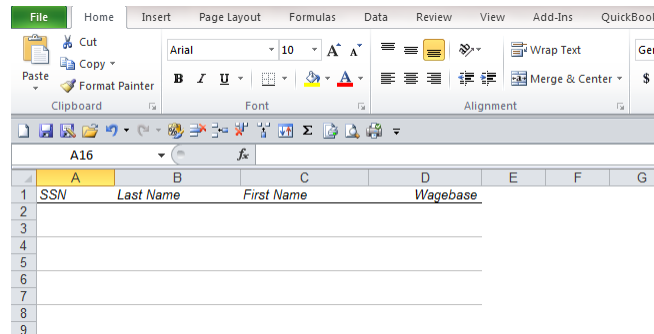 File Home Insert Page Layout Formulas Data Review View Add-Ins QuickBoo
Cut
Copy
Format Painter
Paste
Arial 10 A A
B I U A
Wrap Text
Merge & Center
Ge
$
Clipboard Font Alignment
Σ
A16 fx
A B C D E F G
1 SSN Last Name First Name Wagebase
2
3
4
5
6
7
8
9